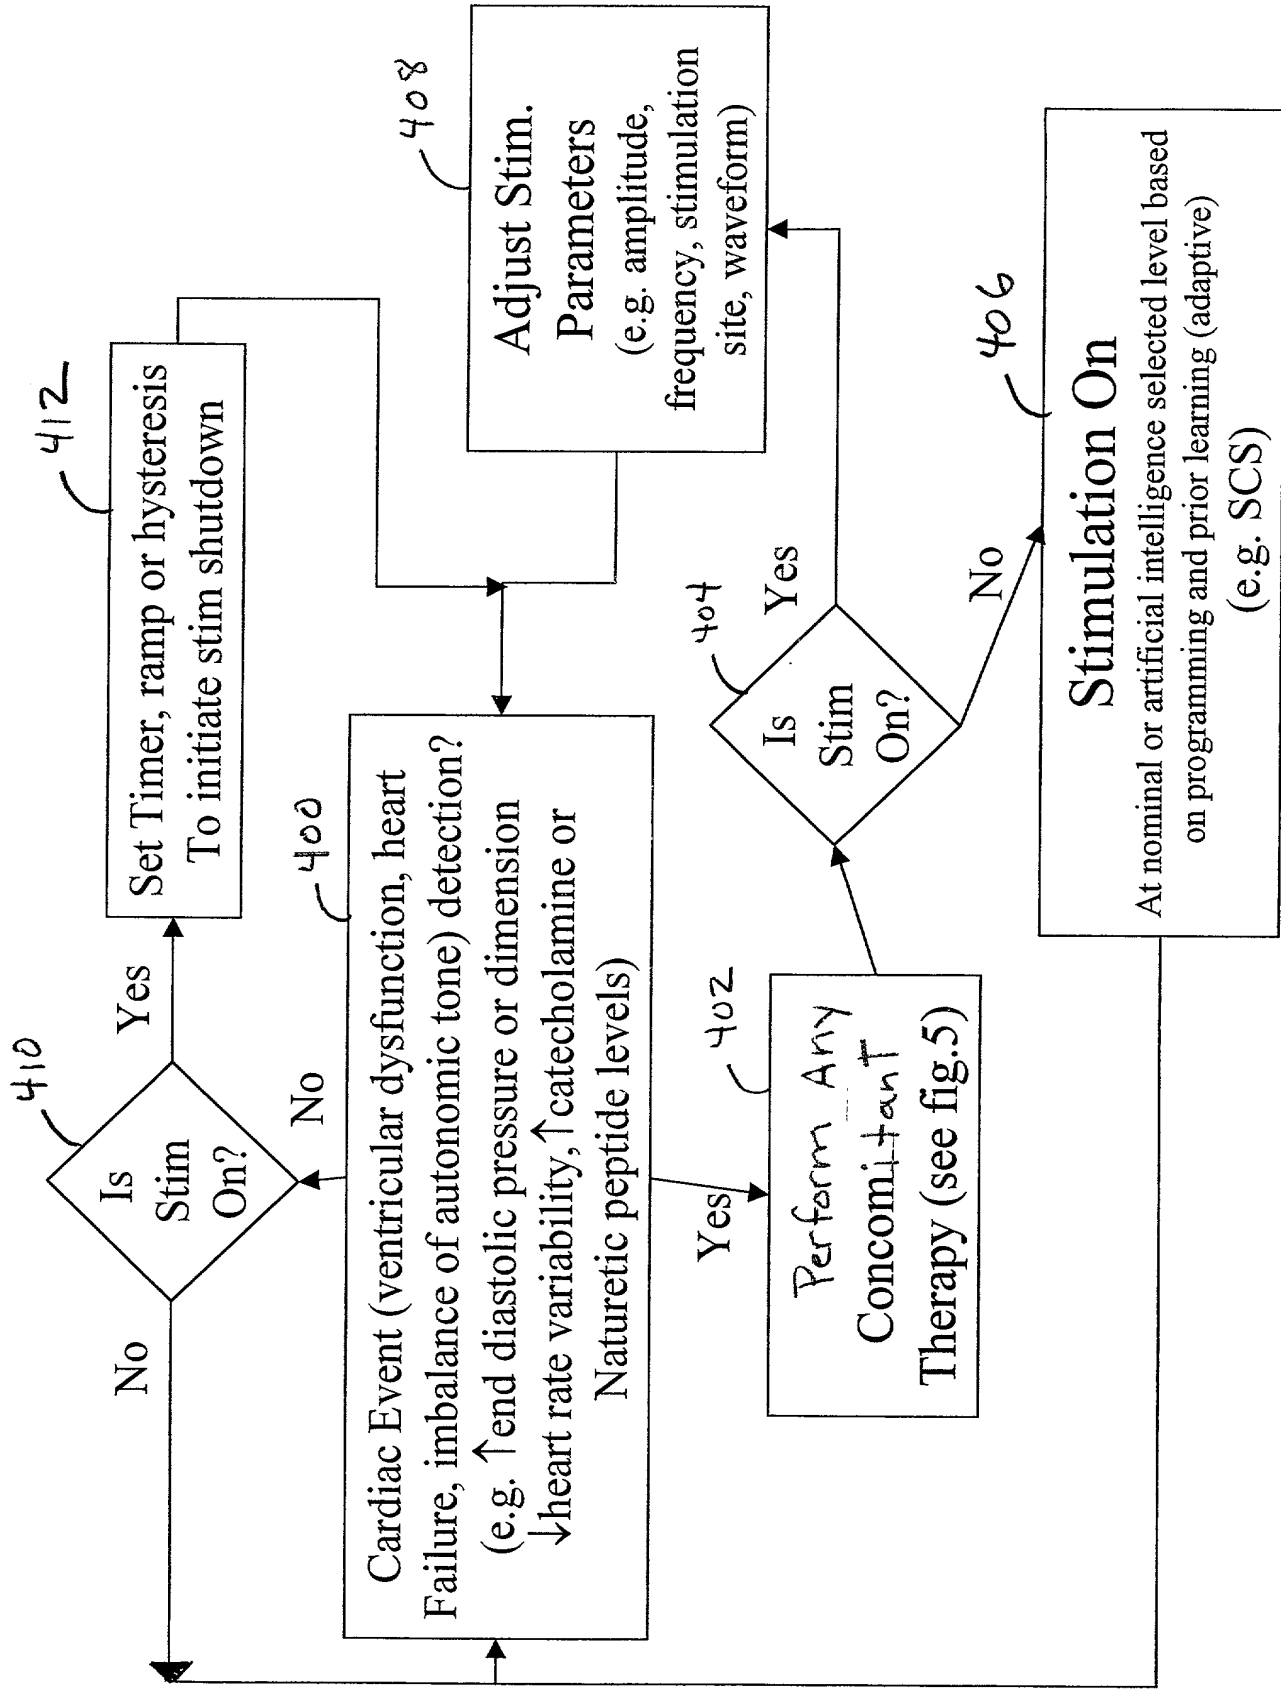 410
Is
Stim
On?
No
Yes
412
Set Timer, ramp or hysteresis
To initiate stim shutdown
No
400
Cardiac Event (ventricular dysfunction, heart
Failure, imbalance of autonomic tone) detection?
(e.g. ↑end diastolic pressure or dimension
↓heart rate variability,↑catecholamine or
Naturetic peptide levels)
408
Adjust Stim.
Parameters
(e.g. amplitude,
frequency, stimulation
site, waveform)
Yes
402
Perform Any
Concomitant
Therapy (see fig.5)
404
Is
Stim
On?
Yes
No
406
Stimulation On
At nominal or artificial intelligence selected level based
on programming and prior learning (adaptive)
(e.g. SCS)